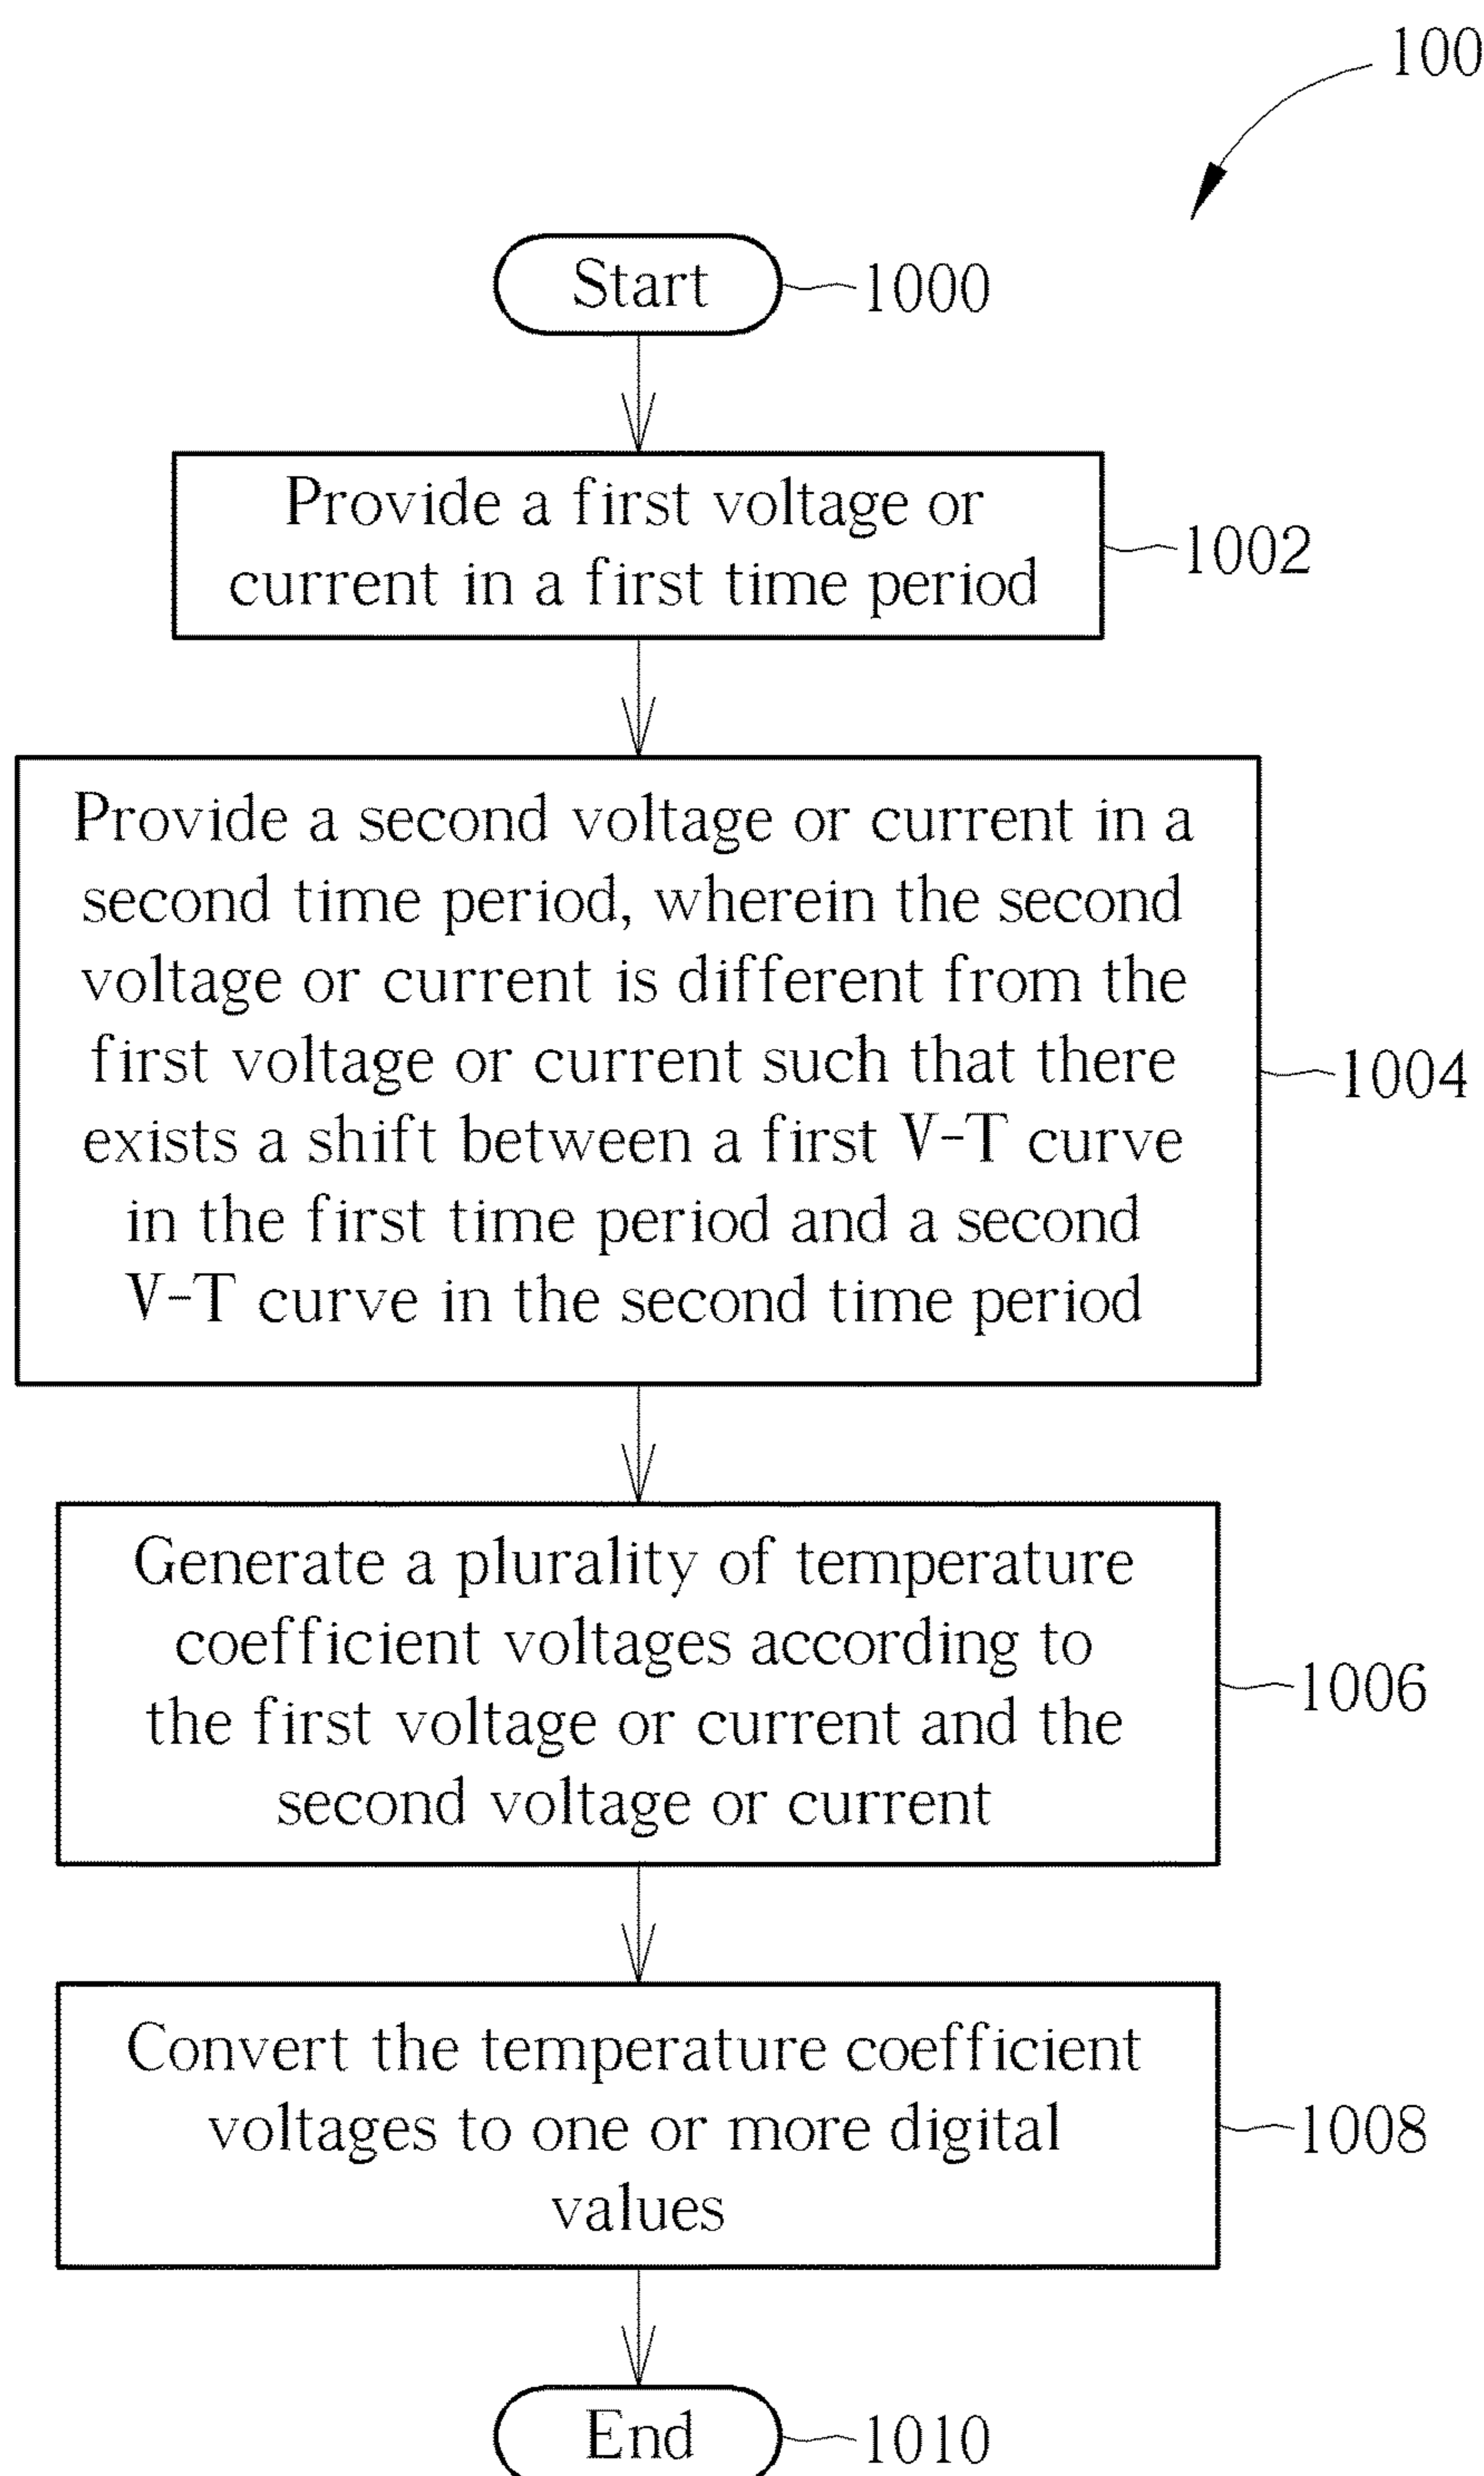 100
Start
1000
Provide a first voltage or
current in a first time period
1002
Provide a second voltage or current in a
second time period, wherein the second
voltage or current is different from the
first voltage or current such that there
exists a shift between a first V-T curve
in the first time period and a second
V-T curve in the second time period
1004
Generate a plurality of temperature
coefficient voltages according to
the first voltage or current and the
second voltage or current
1006
Convert the temperature coefficient
voltages to one or more digital
values
1008
End
1010